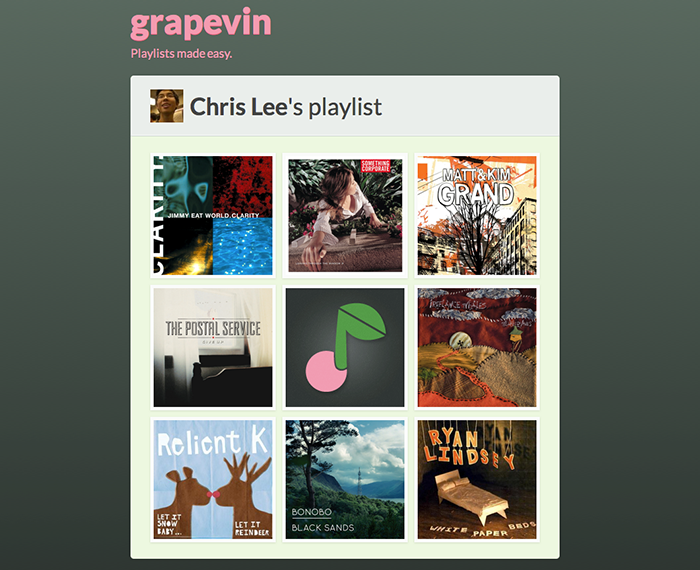 grapevin
Playlists made easy.
Chris Lee's playlist
CLARITY
JIMMY EAT WORLD.CLARITY
SOMETHING
CORPORATE
MATT&KIM
GRAND
THE POSTAL SERVICE
GIVE UP
Relient K
LET IT
SNOW
BABY...
LET IT
REINDEER
BONOBO
BLACK SANDS
RYAN
LINDSEY
WHITE PAPER BEDS